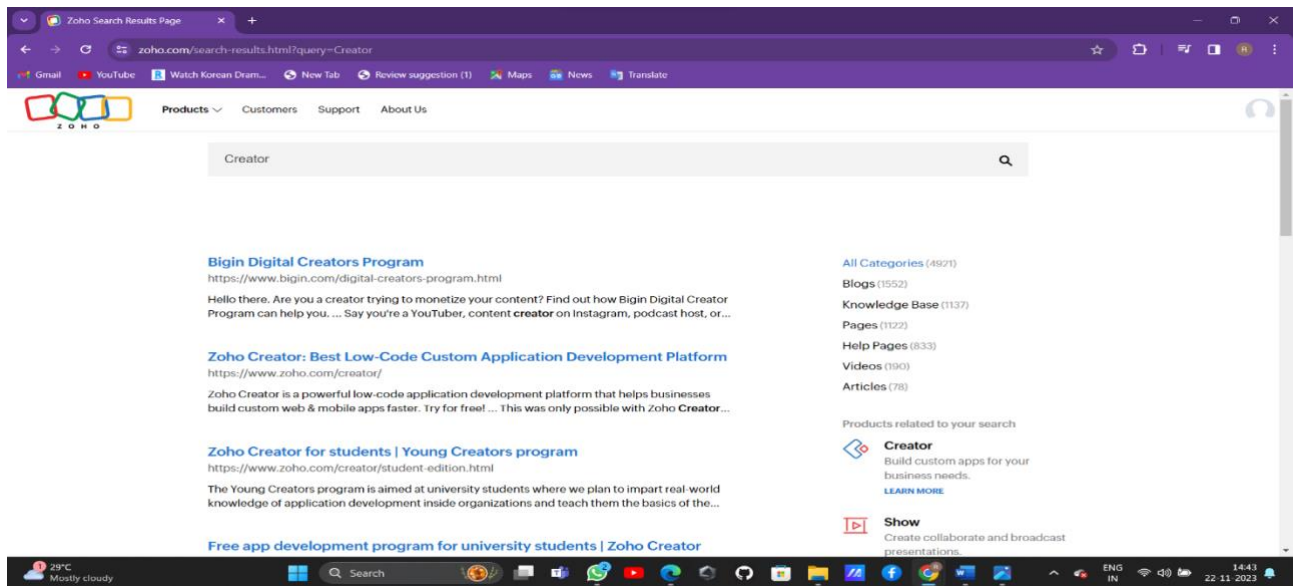 Zoho Search Results Page
zoho.com/search-results.html?query=Creator
Gmail YouTube Watch Korean Dram... New Tab Review suggestion (1) Maps News Translate
ZOHO
Products Customers Support About Us
Creator
Bigin Digital Creators Program
https://www.bigin.com/digital-creators-program.html
Hello there. Are you a creator trying to monetize your content? Find out how Bigin Digital Creator
Program can help you. ... Say you're a YouTuber, content creator on Instagram, podcast host, or...
Zoho Creator: Best Low-Code Custom Application Development Platform
https://www.zoho.com/creator/
Zoho Creator is a powerful low-code application development platform that helps businesses
build custom web & mobile apps faster. Try for free! ... This was only possible with Zoho Creator...
Zoho Creator for students | Young Creators program
https://www.zoho.com/creator/student-edition.html
The Young Creators program is aimed at university students where we plan to impart real-world
knowledge of application development inside organizations and teach them the basics of the...
Free app development program for university students | Zoho Creator
All Categories (4921)
Blogs (1552)
Knowledge Base (1137)
Pages (1122)
Help Pages (833)
Videos (190)
Articles (78)
Products related to your search
Creator
Build custom apps for your
business needs.
LEARN MORE
Show
Create collaborate and broadcast
presentations.
29°C
Mostly cloudy
Search
ENG
IN
14:43
22-11-2023